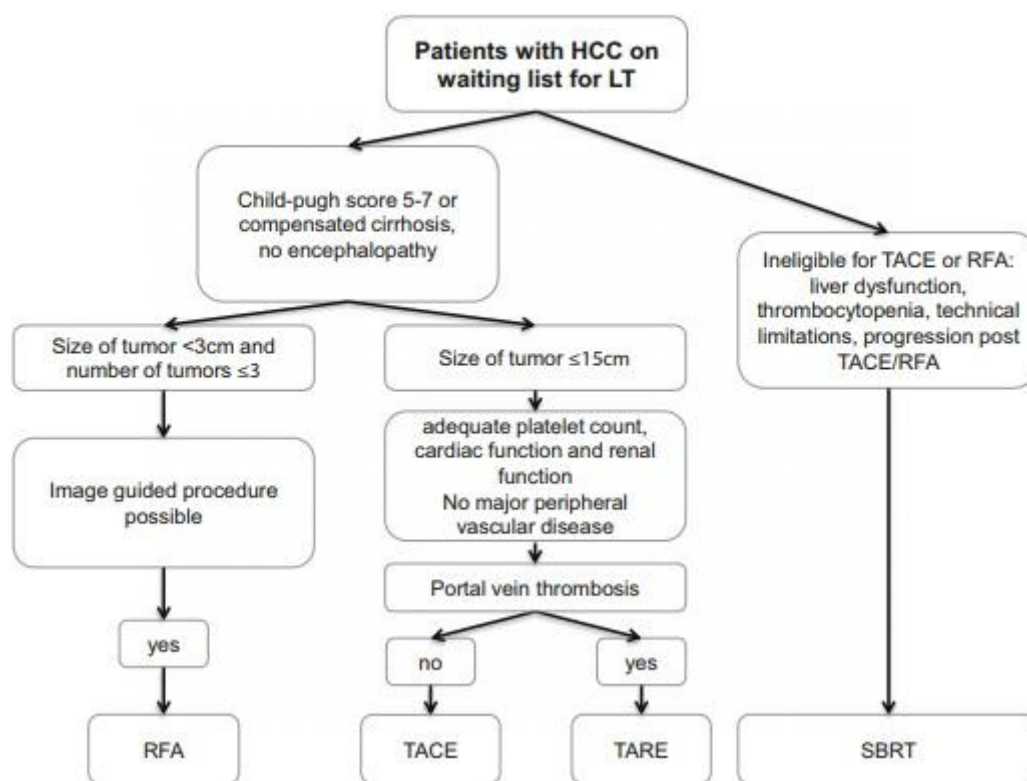 Patients with HCC on
waiting list for LT
Child-pugh score 5-7 or
compensated cirrhosis,
no encephalopathy
Ineligible for TACE or RFA:
liver dysfunction,
thrombocytopenia, technical
limitations, progression post
TACE/RFA
Size of tumor <3cm and
number of tumors ≤3
Size of tumor ≤15cm
Image guided procedure
possible
adequate platelet count,
cardiac function and renal
function
No major peripheral
vascular disease
Portal vein thrombosis
yes
no
yes
RFA
TACE
TARE
SBRT